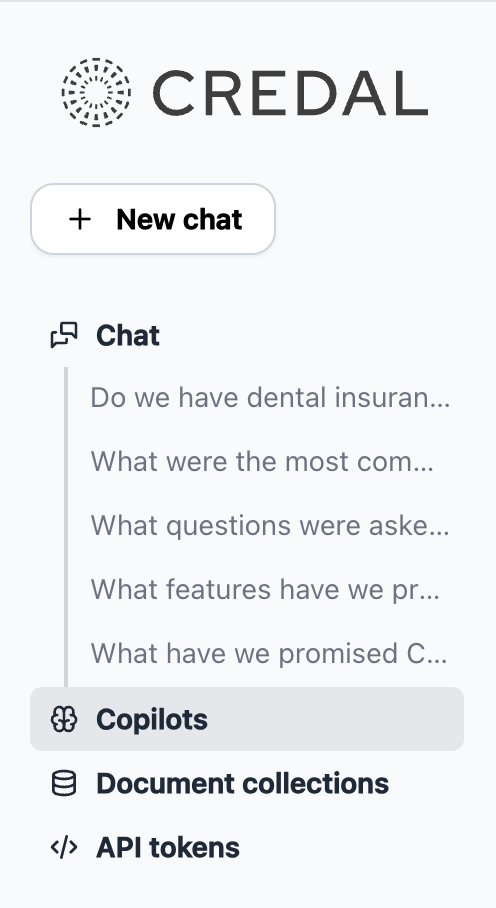 CREDAL
New chat
Chat
Do we have dental insuran...
What were the most com...
What questions were aske...
What features have we pr...
What have we promised C...
Copilots
Document collections
API tokens